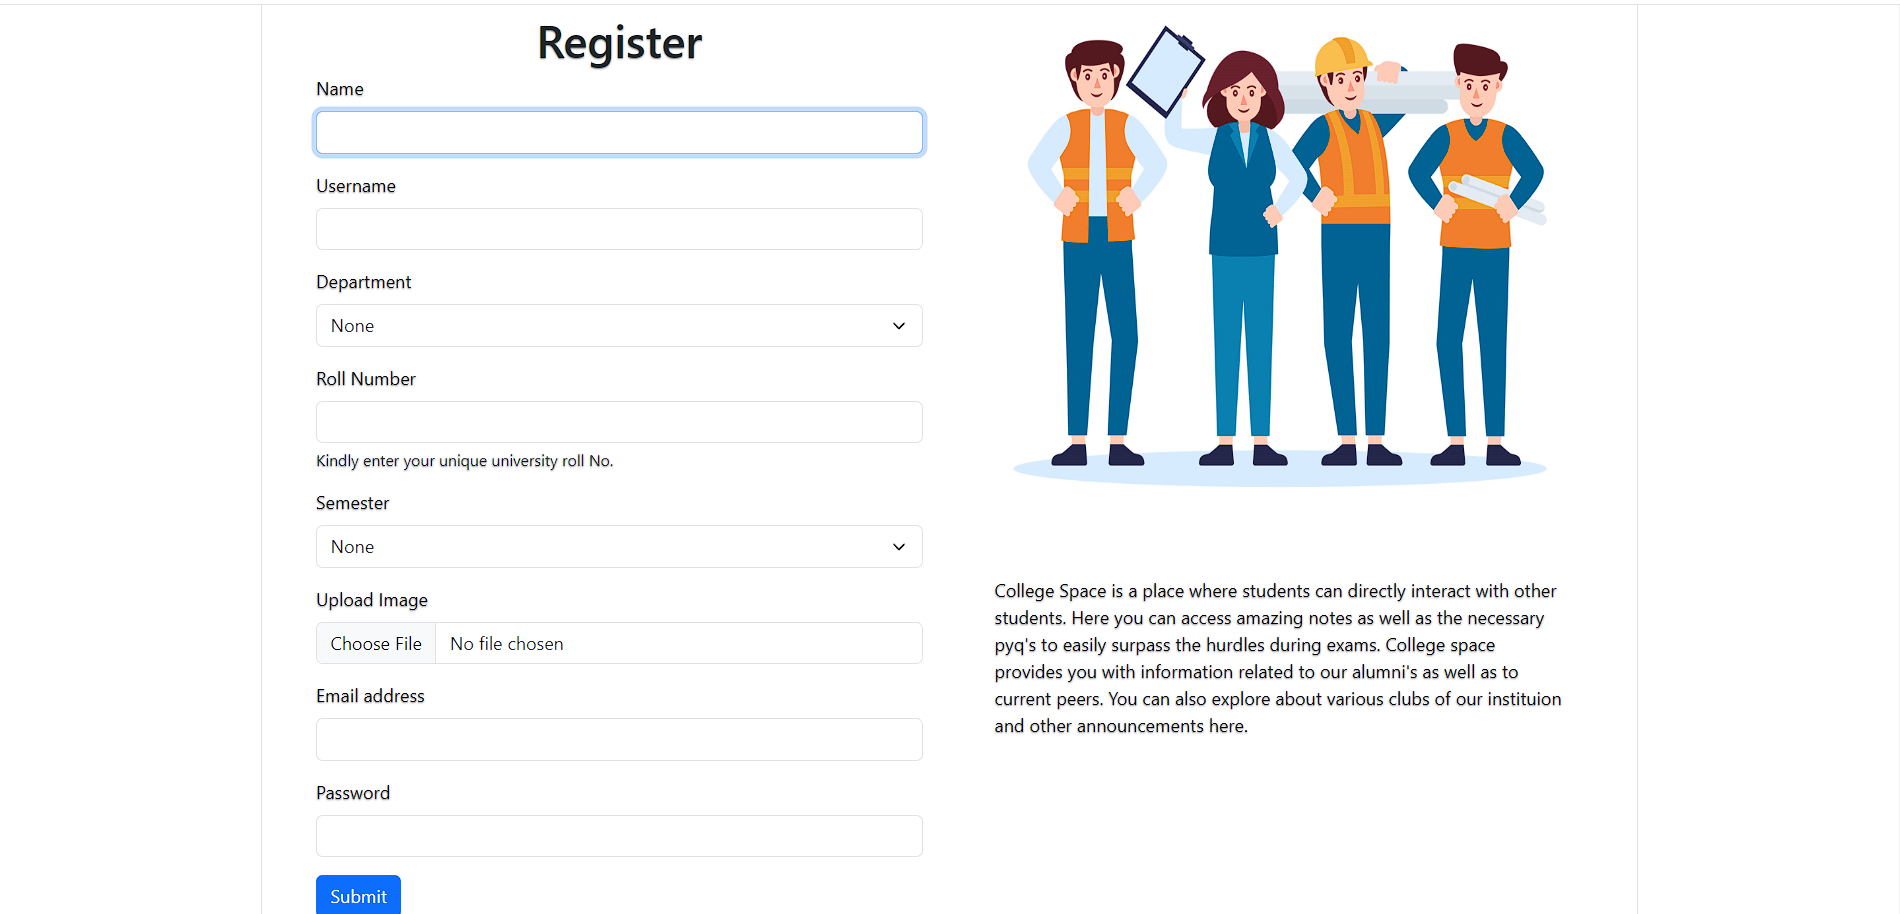 Register
Name
Username
Department
None
Roll Number
Kindly enter your unique university roll No.
Semester
None
Upload Image
Choose File No file chosen
Email address
Password
Submit
College Space is a place where students can directly interact with other
students. Here you can access amazing notes as well as the necessary
pyq's to easily surpass the hurdles during exams. College space
provides you with information related to our alumni's as well as to
current peers. You can also explore about various clubs of our instituion
and other announcements here.